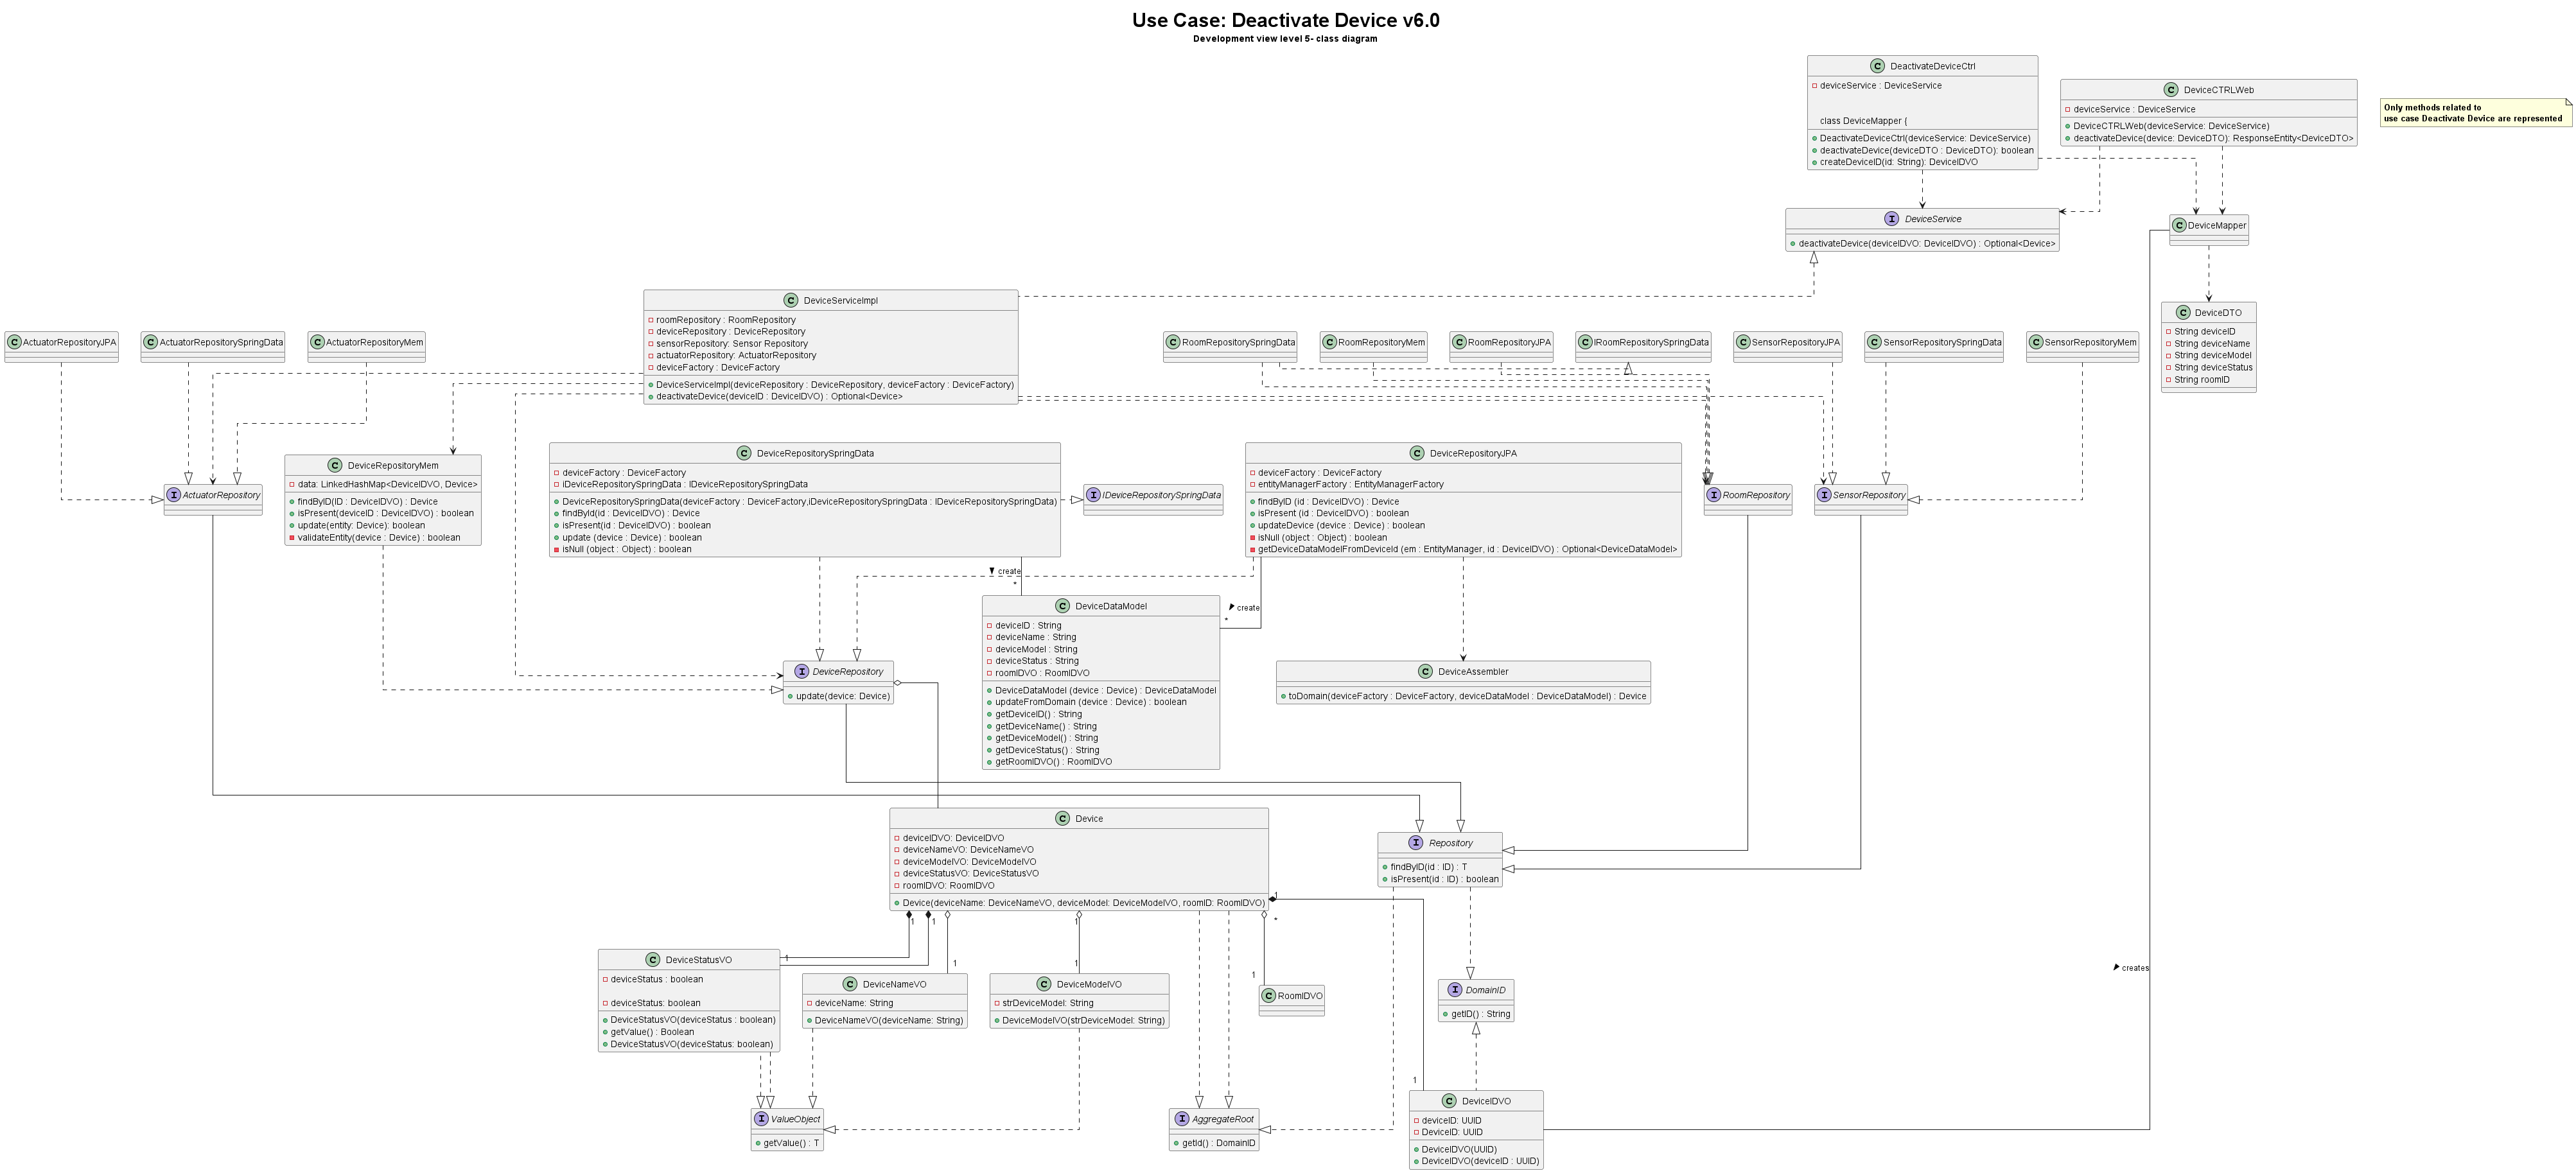 Use Case: Deactivate Device v6.0
Development view level 5- class diagram
C DeactivateDeviceCtrl
deviceService : DeviceService
class DeviceMapper {
DeactivateDeviceCtrl(deviceService: DeviceService)
deactivateDevice(deviceDTO : DeviceDTO): boolean
createDeviceID(id: String): DeviceIDVO
C DeviceCTRLWeb
deviceService : DeviceService
DeviceCTRLWeb(deviceService: DeviceService)
deactivateDevice(device: DeviceDTO): ResponseEntity<DeviceDTO>
Only methods related to
use case Deactivate Device are represented
I DeviceService
deactivateDevice(deviceIDVO: DeviceIDVO) : Optional<Device>
C DeviceMapper
C DeviceServiceImpl
roomRepository : RoomRepository
deviceRepository : DeviceRepository
sensorRepository: Sensor Repository
actuatorRepository: ActuatorRepository
deviceFactory : DeviceFactory
DeviceServiceImpl(deviceRepository : DeviceRepository, deviceFactory : DeviceFactory)
deactivateDevice(deviceID : DeviceIDVO) : Optional<Device>
C DeviceDTO
String deviceID
String deviceName
String deviceModel
String deviceStatus
String roomID
C ActuatorRepositoryJPA
C ActuatorRepositorySpringData
C ActuatorRepositoryMem
C RoomRepositorySpringData
C RoomRepositoryMem
C RoomRepositoryJPA
C IRoomRepositorySpringData
C SensorRepositoryJPA
C SensorRepositorySpringData
C SensorRepositoryMem
I ActuatorRepository
C DeviceRepositoryMem
data: LinkedHashMap<DeviceIDVO, Device>
findByID(ID : DeviceIDVO) : Device
isPresent(deviceID : DeviceIDVO) : boolean
update(entity: Device): boolean
validateEntity(device : Device) : boolean
C DeviceRepositorySpringData
deviceFactory : DeviceFactory
iDeviceRepositorySpringData : IDeviceRepositorySpringData
DeviceRepositorySpringData(deviceFactory : DeviceFactory,iDeviceRepositorySpringData : IDeviceRepositorySpringData)
findById(id : DeviceIDVO) : Device
isPresent(id : DeviceIDVO) : boolean
update (device : Device) : boolean
isNull (object : Object) : boolean
I IDeviceRepositorySpringData
C DeviceRepositoryJPA
deviceFactory : DeviceFactory
entityManagerFactory : EntityManagerFactory
findByID (id : DeviceIDVO) : Device
isPresent (id : DeviceIDVO) : boolean
updateDevice (device : Device) : boolean
isNull (object : Object) : boolean
getDeviceDataModelFromDeviceId (em : EntityManager, id : DeviceIDVO) : Optional<DeviceDataModel>
I RoomRepository
I SensorRepository
create
*
create
*
C DeviceDataModel
deviceID : String
deviceName : String
deviceModel : String
deviceStatus : String
roomIDVO : RoomIDVO
DeviceDataModel (device : Device) : DeviceDataModel
updateFromDomain (device : Device) : boolean
getDeviceID() : String
getDeviceName() : String
getDeviceModel() : String
getDeviceStatus() : String
getRoomIDVO() : RoomIDVO
I DeviceRepository
update(device: Device)
C DeviceAssembler
toDomain(deviceFactory : DeviceFactory, deviceDataModel : DeviceDataModel) : Device
C Device
deviceIDVO: DeviceIDVO
deviceNameVO: DeviceNameVO
deviceModelVO: DeviceModelVO
deviceStatusVO: DeviceStatusVO
roomIDVO: RoomIDVO
Device(deviceName: DeviceNameVO, deviceModel: DeviceModelVO, roomID: RoomIDVO)
I Repository
findByID(id : ID) : T
isPresent(id : ID) : boolean
1
1
1
1
*
1
1
1
1
creates
C DeviceStatusVO
deviceStatus : boolean
deviceStatus: boolean
DeviceStatusVO(deviceStatus : boolean)
getValue() : Boolean
DeviceStatusVO(deviceStatus: boolean)
C DeviceNameVO
deviceName: String
DeviceNameVO(deviceName: String)
C DeviceModelVO
strDeviceModel: String
DeviceModelVO(strDeviceModel: String)
C RoomIDVO
I DomainID
getID() : String
1
I ValueObject
getValue() : T
I AggregateRoot
getId() : DomainID
C DeviceIDVO
deviceID: UUID
DeviceID: UUID
DeviceIDVO(UUID)
DeviceIDVO(deviceID : UUID)